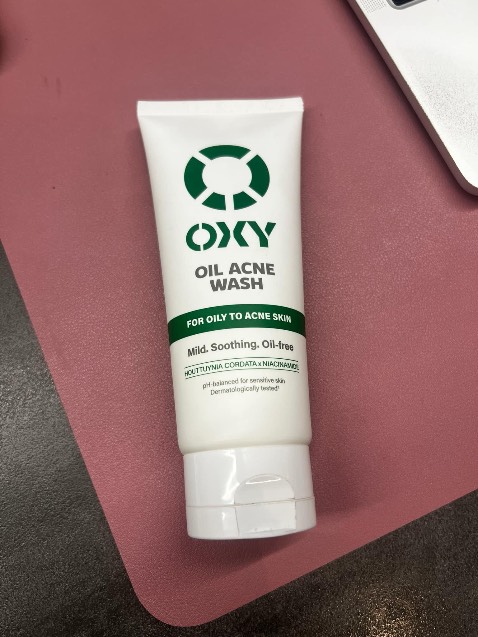 OXY
OIL ACNE
WASH
FOR OILY TO ACNE SKIN
Mild. Soothing. Oil-free
HOUTTUYNIA CORDATA x NIACINAMIDE
pH-balanced for sensitive skin
Dermatologically tested¹